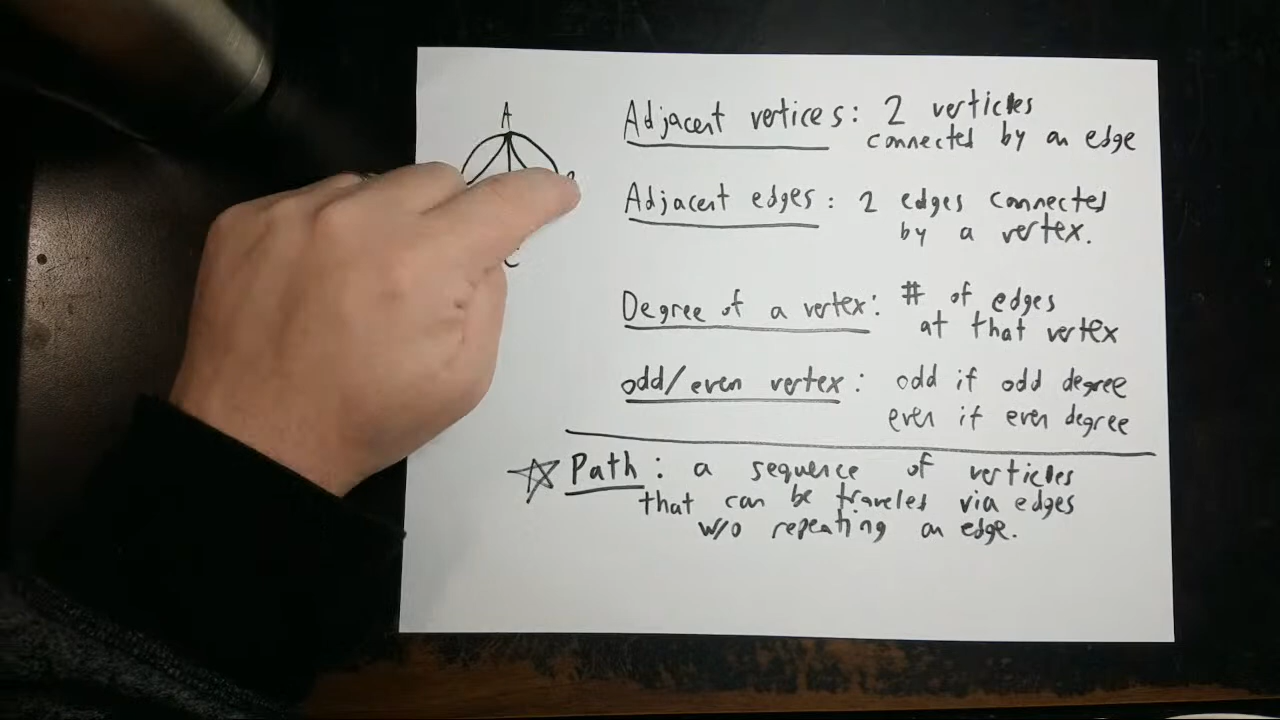 A
Adjacent vertices: 2 verticles
connected by an edge
Adjacent edges: 2 edges connected
by a vertex.
C
Degree of a vertex: # of edges
at that vertex
odd/even vertex: odd if odd degree
even if even degree
Path: a sequence of verticles
that can be traveled via edges
w/o repeating an edge.